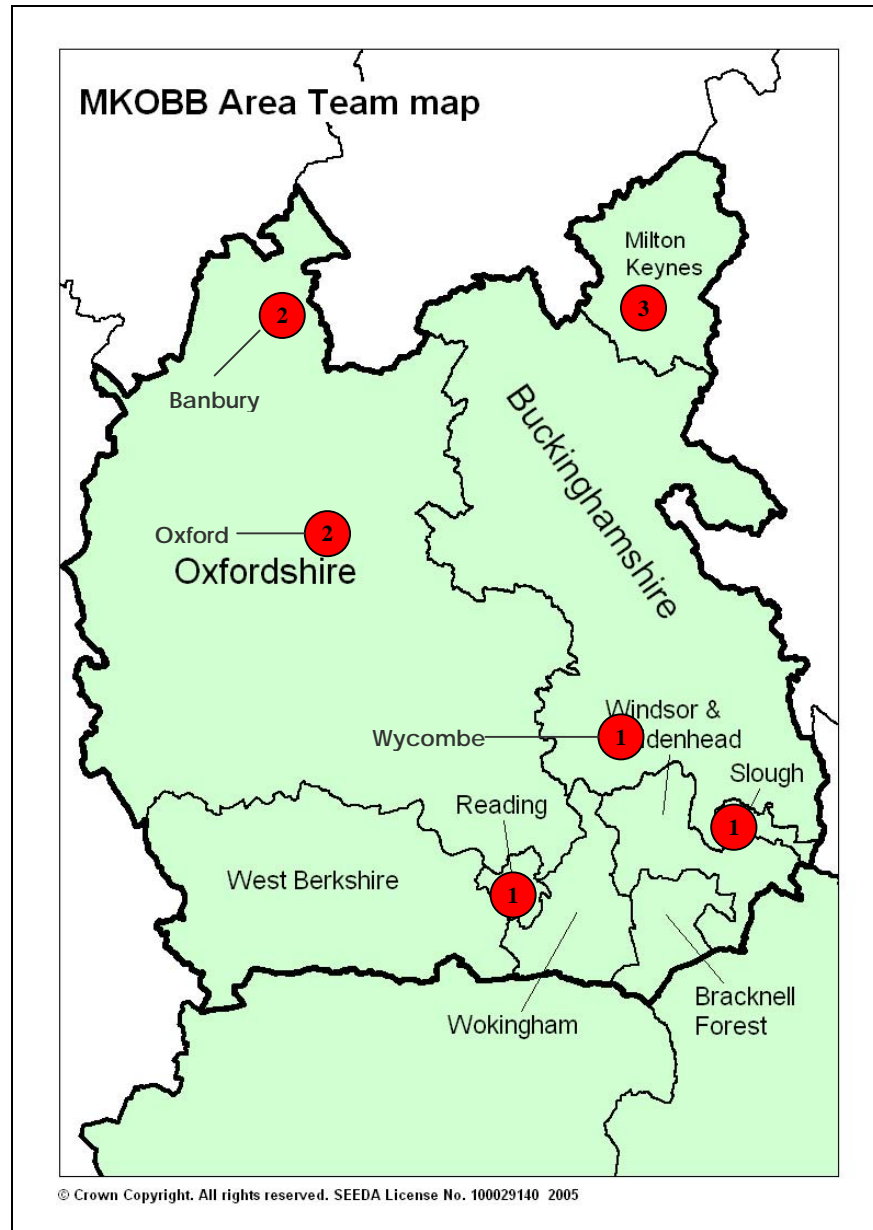 MKOBB Area Team map
Milton
Keynes
3
2
Banbury
Buckinghamshire
Oxford
2
Oxfordshire
Windsor &
Wycombe
1
Slough
Reading
1
West Berkshire
1
Bracknell
Forest
Wokingham
© Crown Copyright. All rights reserved. SEEDA License No. 100029140 2005